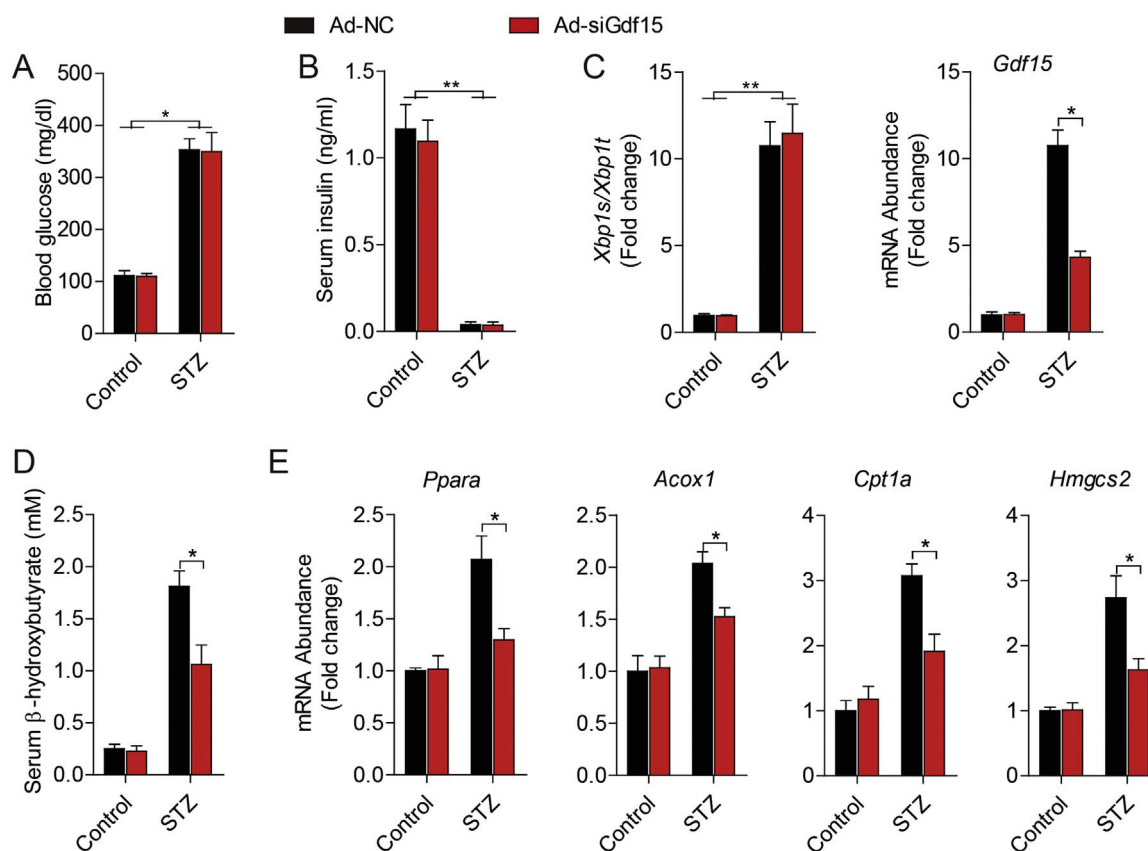 Ad-NC Ad-siGdf15
A
Blood glucose (mg/dl)
500
400
300
200
100
0
*
Control
STZ
B
Serum insulin (ng/ml)
1.5
1.0
0.5
0.0
**
Control
STZ
C
Xbp1s/Xbp1t
(Fold change)
15
10
5
0
**
Control
STZ
Gdf15
mRNA Abundance
(Fold change)
15
10
5
0
*
Control
STZ
D
Serum β-hydroxybutyrate (mM)
2.5
2.0
1.5
1.0
0.5
0.0
*
Control
STZ
E
Ppara
mRNA Abundance
(Fold change)
2.5
2.0
1.5
1.0
0.5
0.0
*
Control
STZ
Acox1
2.5
2.0
1.5
1.0
0.5
0.0
*
Control
STZ
Cpt1a
4
3
2
1
0
*
Control
STZ
Hmgcs2
4
3
2
1
0
*
Control
STZ